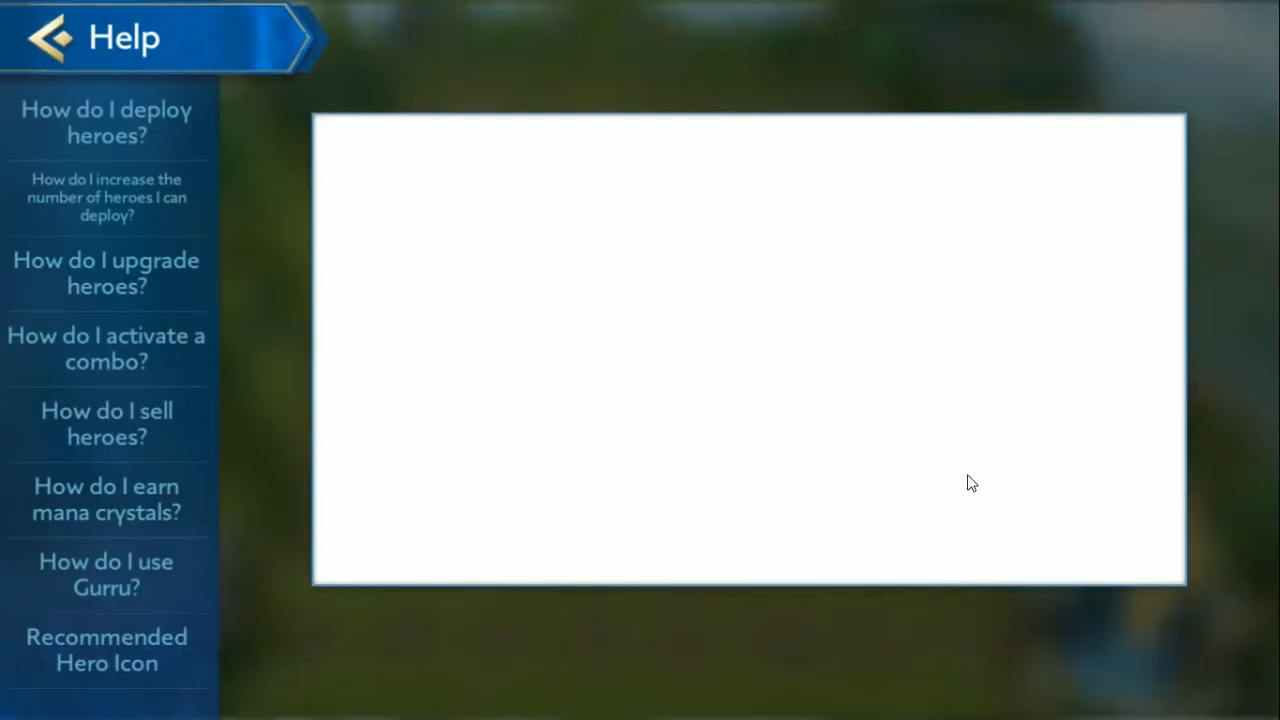 Help
How do I deploy
heroes?
How do I increase the
number of heroes I can
deploy?
How do I upgrade
heroes?
How do I activate a
combo?
How do I sell
heroes?
How do I earn
mana crystals?
How do I use
Gurru?
Recommended
Hero Icon